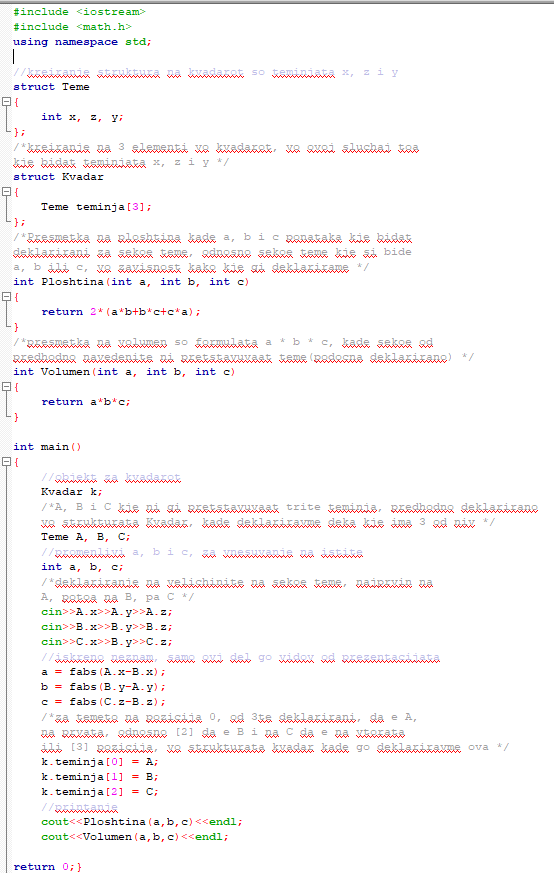 #include <iostream>
#include <math.h>
using namespace std;
//kreiranje struktura na kvadarot so teminjata x, z i y
struct Teme
{
int x, z, y;
};
/*kreiranje na 3 elementi vo kvadarot, vo ovoj sluchaj toa
kje bidat teminjata x, z i y */
struct Kvadar
{
Teme teminja[3];
};
/*Presmetka na ploshtina kade a, b i c ponataka kje bidat
deklarirani za sekoe teme, odnosno sekoe teme kje si bide
a, b ili c, vo zavisnost kako kje gi deklarirame */
int Ploshtina(int a, int b, int c)
{
return 2*(a*b+b*c+c*a);
}
/*presmetka na volumen so formulata a * b * c, kade sekoe od
predhodno navedenite ni pretstavuvaat teme(podocna deklarirano) */
int Volumen(int a, int b, int c)
{
return a*b*c;
}
int main()
{
//objekt za kvadarot
Kvadar k;
/*A, B i C kje ni gi pretstavuvaat trite teminja, predhodno deklarirano
vo strukturata Kvadar, kade deklariravme deka kje ima 3 od niv */
Teme A, B, C;
//promenlivi a, b i c, za vnesuvanje na istite
int a, b, c;
/*deklariranje na velichinite na sekoe teme, najprvin na
A, potoa na B, pa C */
cin>>A.x>>A.y>>A.z;
cin>>B.x>>B.y>>B.z;
cin>>C.x>>B.y>>C.z;
//iskreno neznam, samo ovj del go vidov od prezentacijata
a = fabs(A.x-B.x);
b = fabs(B.y-A.y);
c = fabs(C.z-B.z);
/*za temeto na pozicija 0, od 3te deklarirani, da e A,
na prvata, odnosno [2] da e B i na C da e na vtorata
ili [3] pozicija, vo strukturata kvadar kade go deklariravme ova */
k.teminja[0] = A;
k.teminja[1] = B;
k.teminja[2] = C;
//printanje
cout<<Ploshtina(a,b,c)<<endl;
cout<<Volumen(a,b,c)<<endl;
return 0;}